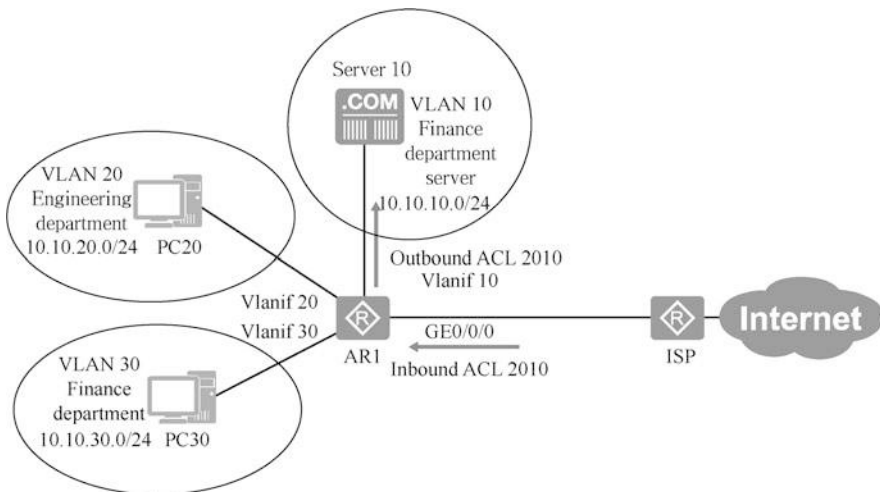 Server 10
.COM
VLAN 10
Finance
department
server
10.10.10.0/24
VLAN 20
Engineering
department
10.10.20.0/24 PC20
Outbound ACL 2010
Vlanif 10
Vlanif 20
Vlanif 30
R
AR1
GE0/0/0
Inbound ACL 2010
R
ISP
Internet
VLAN 30
Finance
department
10.10.30.0/24 PC30